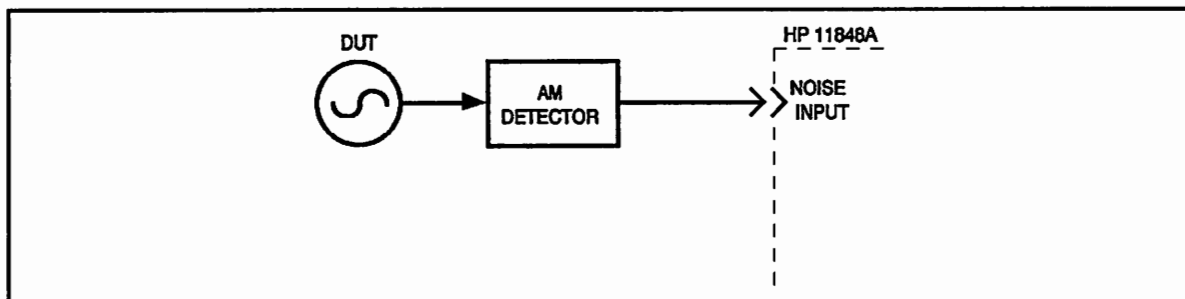 DUT
AM
DETECTOR
HP 11848A
NOISE
INPUT